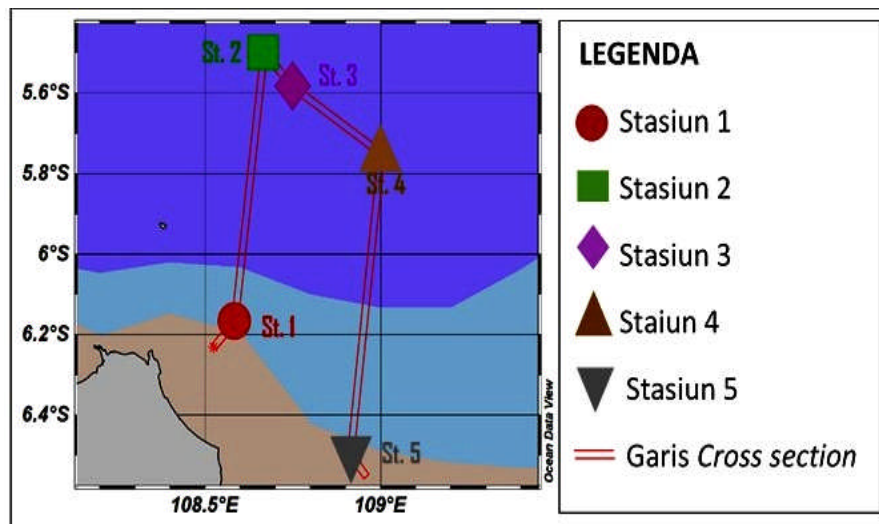 St. 2
St. 3
5.6°S
5.8°S
St. 4
6°S
6.2°S
St. 1
6.4°S
St. 5
108.5°E
109°E
Ocean Data View
LEGENDA
Stasiun 1
Stasiun 2
Stasiun 3
Staiun 4
Stasiun 5
Garis Cross section